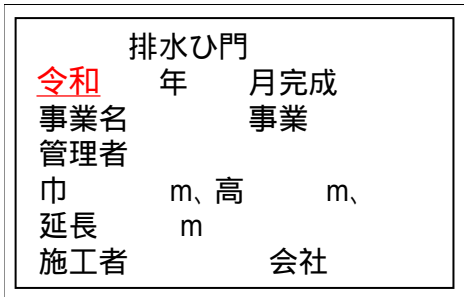 排水ひ門
令和　　年　　月完成
事業名　　　　事業
管理者
巾　　　　m、高　　　m、
延長　　　m
施工者　　　　　会社